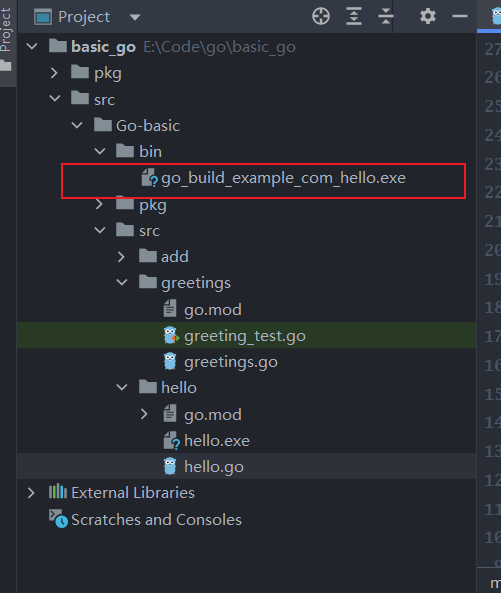 Project
Project
basic_go E:\Code\go\basic_go
pkg
src
Go-basic
bin
go_build_example_com_hello.exe
pkg
src
add
greetings
go.mod
greeting_test.go
greetings.go
hello
go.mod
hello.exe
hello.go
External Libraries
Scratches and Consoles
27
26
25
24
23
22
21
20
19
18
17
16
15
14
13
12
11
10
9
m